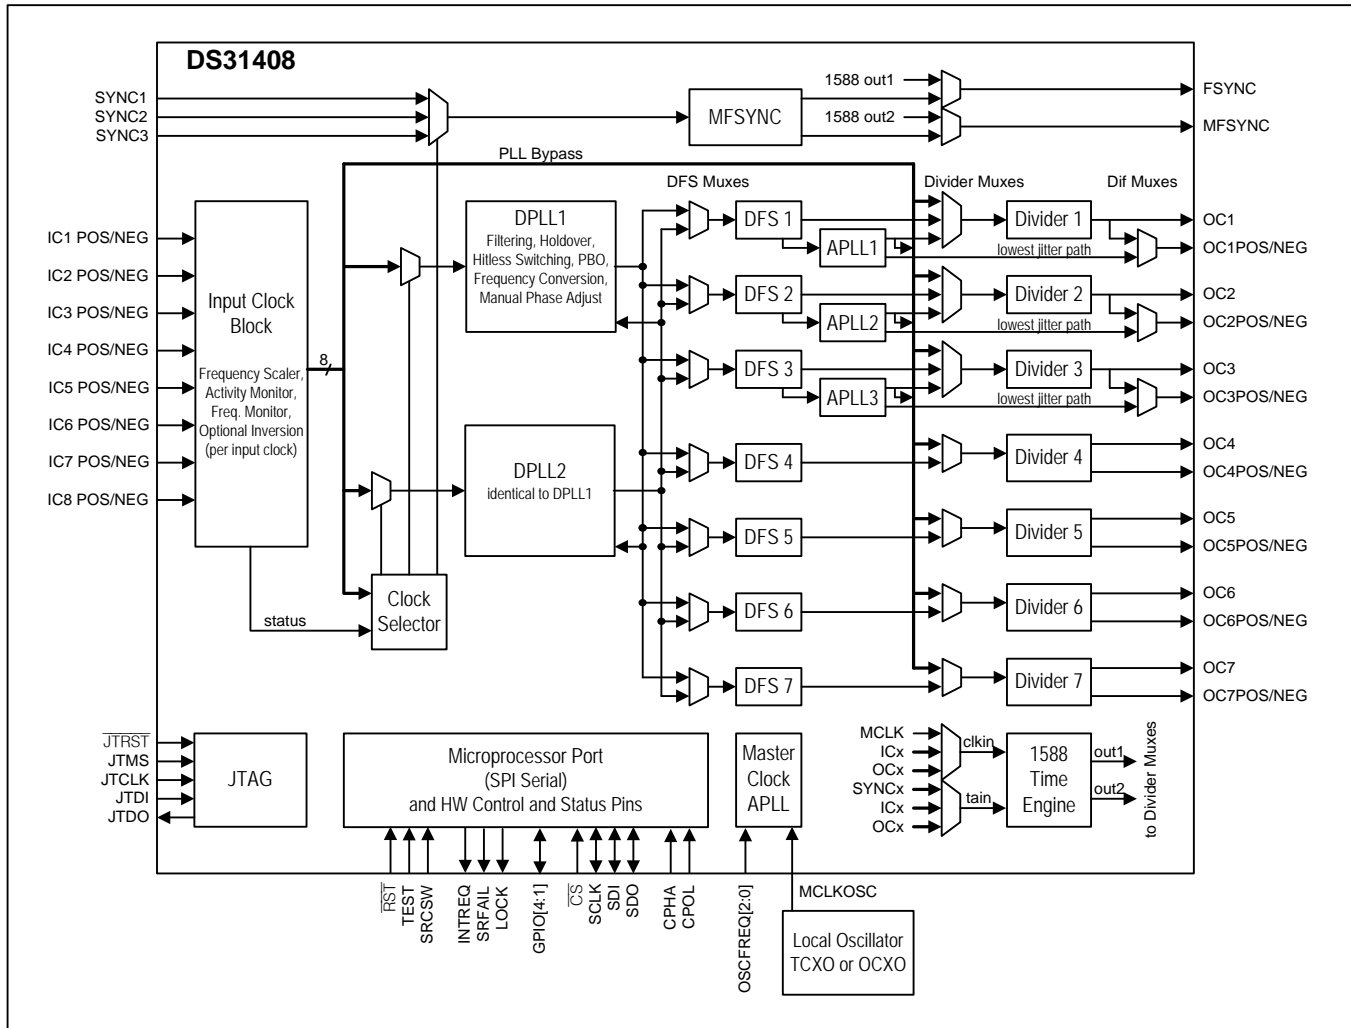 DS31408
SYNC1
SYNC2
SYNC3
MFSYNC
1588 out1
1588 out2
FSYNC
MFSYNC
PLL Bypass
DFS Muxes
Divider Muxes
Dif Muxes
IC1 POS/NEG
IC2 POS/NEG
IC3 POS/NEG
IC4 POS/NEG
IC5 POS/NEG
IC6 POS/NEG
IC7 POS/NEG
IC8 POS/NEG
Input Clock
Block
Frequency Scaler,
Activity Monitor,
Freq. Monitor,
Optional Inversion
(per input clock)
8
status
Clock
Selector
DPLL1
Filtering, Holdover,
Hitless Switching, PBO,
Frequency Conversion,
Manual Phase Adjust
DPLL2
identical to DPLL1
DFS 1
APLL1
Divider 1
lowest jitter path
OC1
OC1POS/NEG
DFS 2
APLL2
Divider 2
lowest jitter path
OC2
OC2POS/NEG
DFS 3
APLL3
Divider 3
lowest jitter path
OC3
OC3POS/NEG
DFS 4
Divider 4
OC4
OC4POS/NEG
DFS 5
Divider 5
OC5
OC5POS/NEG
DFS 6
Divider 6
OC6
OC6POS/NEG
DFS 7
Divider 7
OC7
OC7POS/NEG
JTRST
JTMS
JTCLK
JTDI
JTDO
JTAG
Microprocessor Port
(SPI Serial)
and HW Control and Status Pins
RST
TEST
SRCSW
INTREQ
SRFAIL
LOCK
GPIO[4:1]
CS
SCLK
SDI
SDO
CPHA
CPOL
Master
Clock
APLL
OSCFREQ[2:0]
MCLKOSC
Local Oscillator
TCXO or OCXO
MCLK
ICx
OCx
SYNCx
ICx
OCx
clkin
tain
1588
Time
Engine
out1
out2
to Divider Muxes